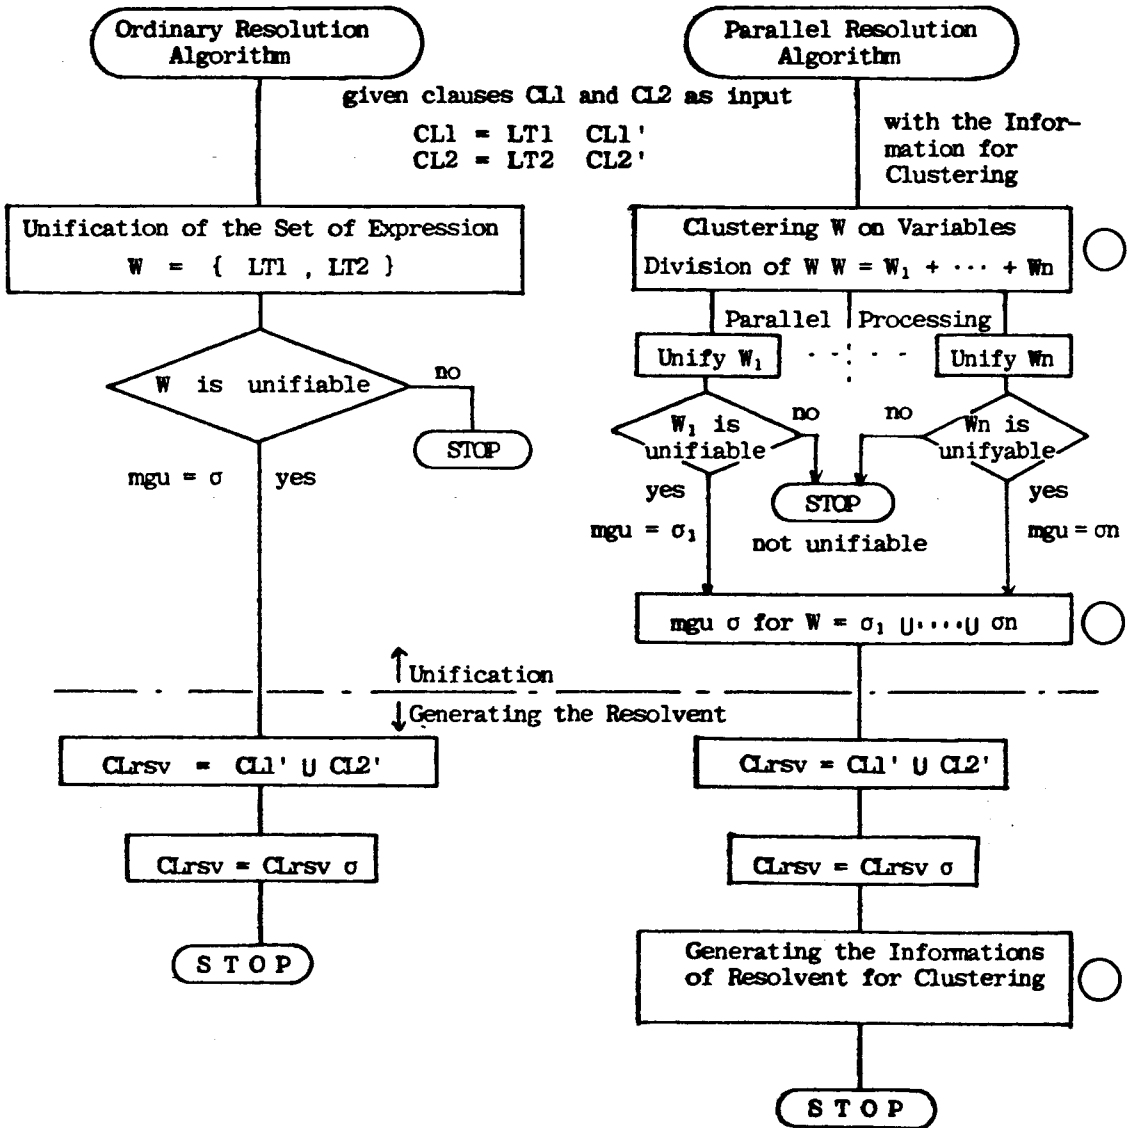 Ordinary Resolution
Algorithm
Parallel Resolution
Algorithm
given clauses CL1 and CL2 as input
CL1 = LT1 CL1'
CL2 = LT2 CL2'
with the Infor-
mation for
Clustering
Unification of the Set of Expression
W = { LT1 , LT2 }
Clustering W on Variables
Division of W W = W₁ + ··· + Wn
Parallel Processing
Unify W₁
Unify Wn
W is unifiable
no
STOP
mgu = σ
yes
W₁ is
unifiable
no
no
Wn is
unifyable
yes
STOP
yes
mgu = σ₁
not unifiable
mgu = σn
mgu σ for W = σ₁ U····U σn
↑ Unification
↓ Generating the Resolvent
CLrsv = CL1' U CL2'
CLrsv = CL1' U CL2'
CLrsv = CLrsv σ
CLrsv = CLrsv σ
S T O P
Generating the Informations
of Resolvent for Clustering
S T O P